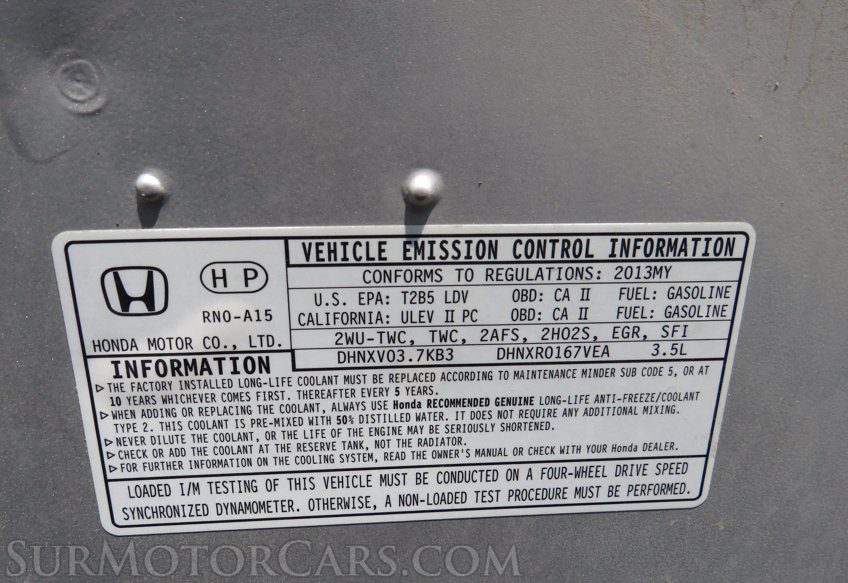 VEHICLE EMISSION CONTROL INFORMATION
CONFORMS TO REGULATIONS: 2013MY
U.S. EPA: T2B5 LDV OBD: CA II FUEL: GASOLINE
CALIFORNIA: ULEV II PC OBD: CA II FUEL: GASOLINE
2WU-TWC, TWC, 2AFS, 2HO2S, EGR, SFI
DHNXV03.7KB3 DHNXR0167VEA 3.5L
H P
RNO-A15
HONDA MOTOR CO., LTD.
INFORMATION
▷THE FACTORY INSTALLED LONG-LIFE COOLANT MUST BE REPLACED ACCORDING TO MAINTENANCE MINDER SUB CODE 5, OR AT
10 YEARS WHICHEVER COMES FIRST. THEREAFTER EVERY 5 YEARS.
▷WHEN ADDING OR REPLACING THE COOLANT, ALWAYS USE Honda RECOMMENDED GENUINE LONG-LIFE ANTI-FREEZE/COOLANT
TYPE 2. THIS COOLANT IS PRE-MIXED WITH 50% DISTILLED WATER. IT DOES NOT REQUIRE ANY ADDITIONAL MIXING.
▷NEVER DILUTE THE COOLANT, OR THE LIFE OF THE ENGINE MAY BE SERIOUSLY SHORTENED.
▷CHECK OR ADD THE COOLANT AT THE RESERVE TANK, NOT THE RADIATOR.
▷FOR FURTHER INFORMATION ON THE COOLING SYSTEM, READ THE OWNER'S MANUAL OR CHECK WITH YOUR Honda DEALER.
LOADED I/M TESTING OF THIS VEHICLE MUST BE CONDUCTED ON A FOUR-WHEEL DRIVE SPEED
SYNCHRONIZED DYNAMOMETER. OTHERWISE, A NON-LOADED TEST PROCEDURE MUST BE PERFORMED.
SURMOTORCARS.COM